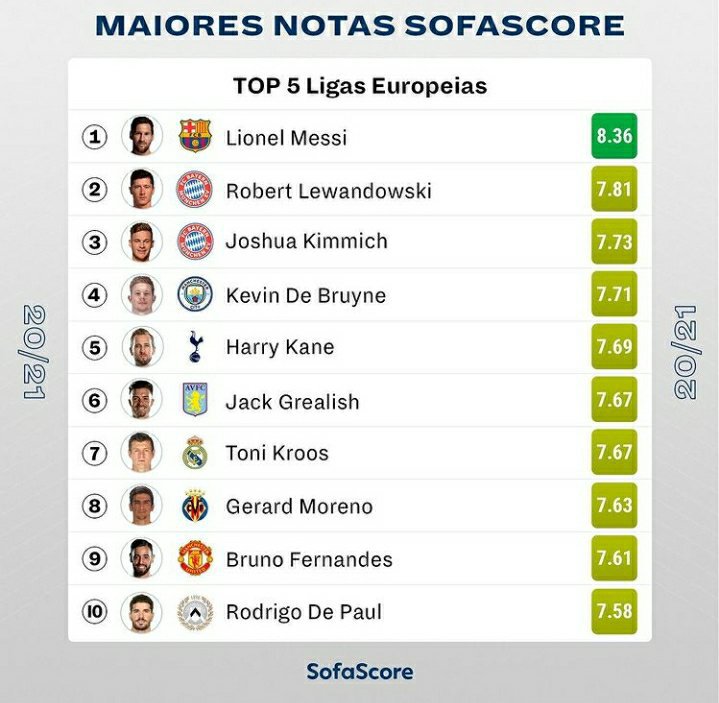 MAIORES NOTAS SOFASCORE
TOP 5 Ligas Europeias
1 Lionel Messi 8.36
2 Robert Lewandowski 7.81
3 Joshua Kimmich 7.73
4 Kevin De Bruyne 7.71
5 Harry Kane 7.69
6 AVFC Jack Grealish 7.67
7 Toni Kroos 7.67
8 Gerard Moreno 7.63
9 Bruno Fernandes 7.61
10 Rodrigo De Paul 7.58
20/21
20/21
SofaScore